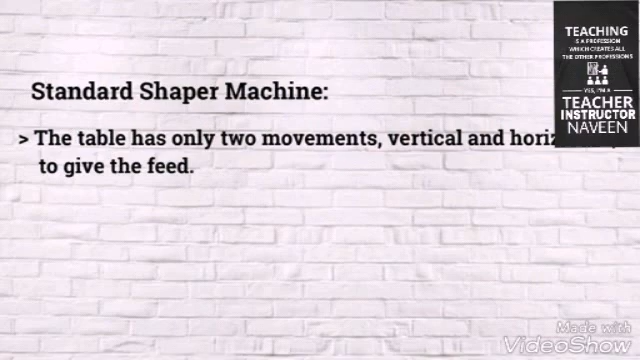 Standard Shaper Machine:
> The table has only two movements, vertical and
to give the feed.
TEACHING
IS A PROFESSION
WHICH CREATES ALL
THE OTHER PROFESSIONS
YES, I'M A
TEACHER
INSTRUCTOR
NAVEEN
Made with
VideoShow